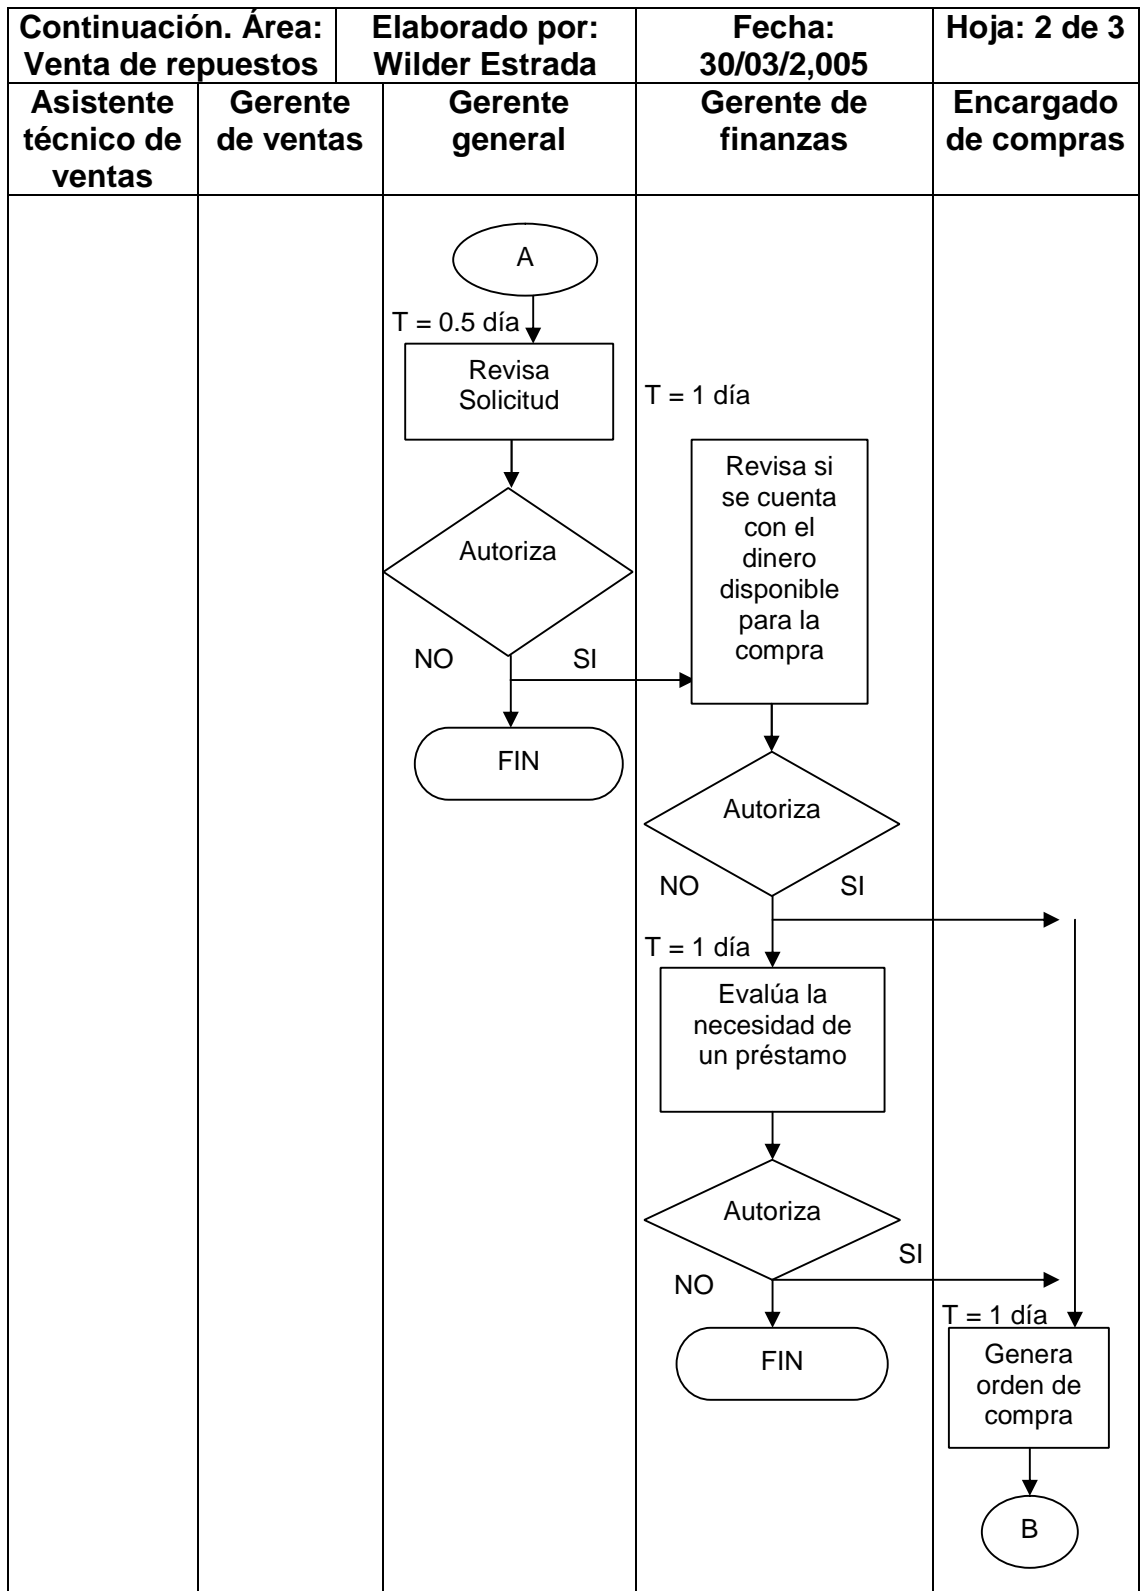 Continuación. Área:
Venta de repuestos
Elaborado por:
Wilder Estrada
Fecha:
30/03/2,005
Hoja: 2 de 3
Asistente
técnico de
ventas
Gerente
de ventas
Gerente
general
Gerente de
finanzas
Encargado
de compras
A
T = 0.5 día
Revisa
Solicitud
T = 1 día
Revisa si
se cuenta
con el
dinero
disponible
para la
compra
Autoriza
NO
SI
FIN
Autoriza
NO
SI
T = 1 día
Evalúa la
necesidad de
un préstamo
Autoriza
SI
NO
T = 1 día
FIN
Genera
orden de
compra
B